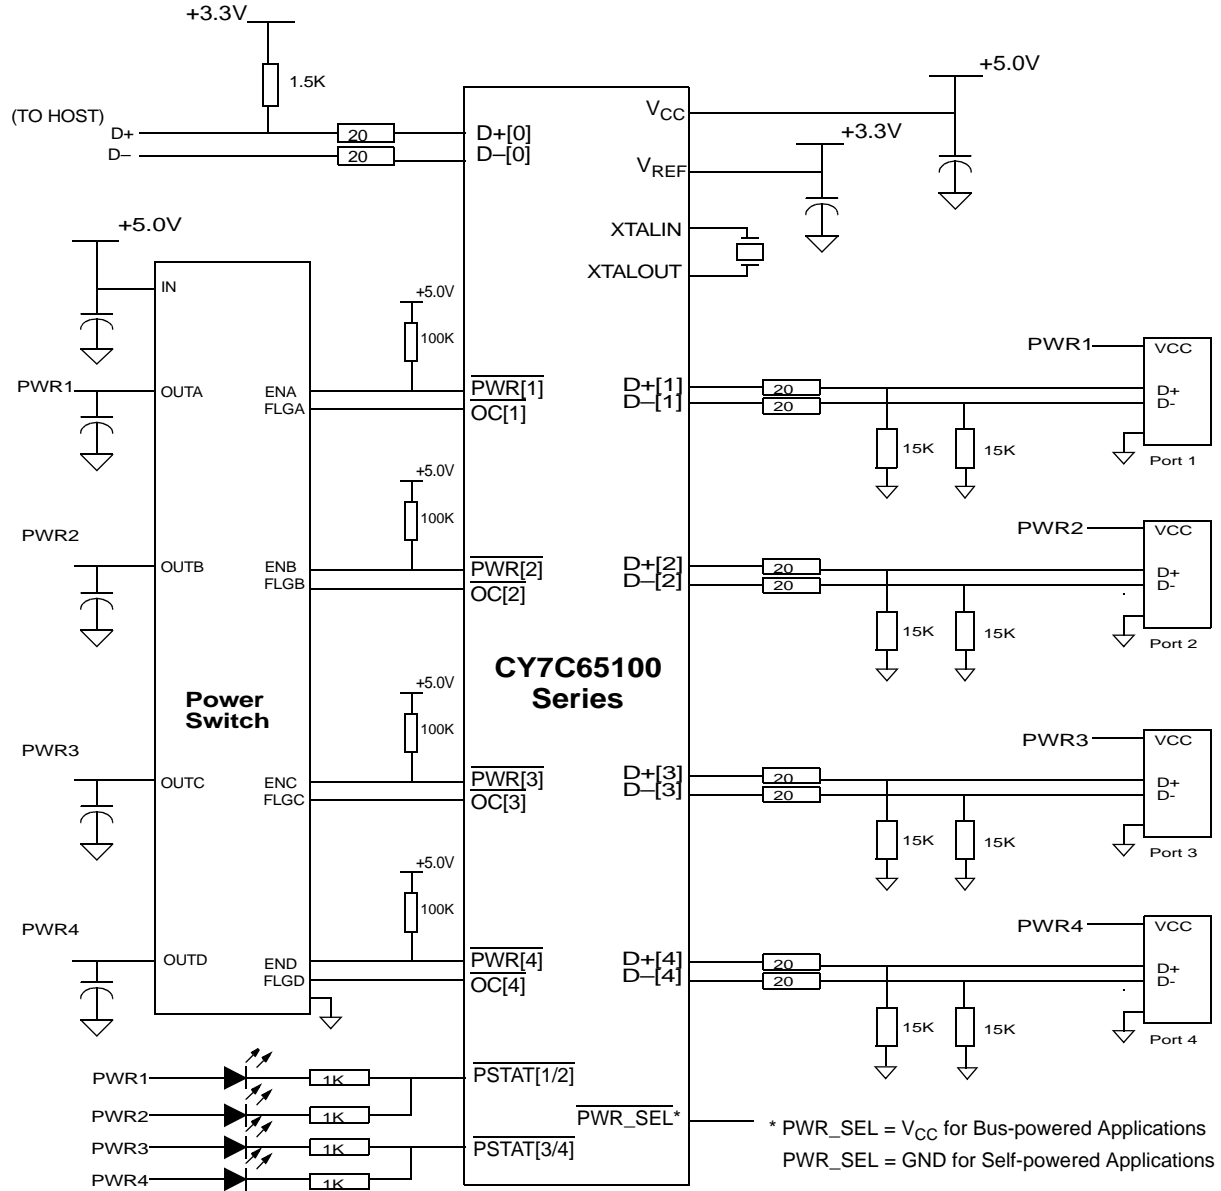 +3.3V
1.5K
(TO HOST)
D+
D–
20
20
D+[0]
D–[0]
VCC
+5.0V
+3.3V
VREF
XTALIN
XTALOUT
+5.0V
IN
+5.0V
100K
PWR1
OUTA
ENA
FLGA
PWR[1]
OC[1]
D+[1]
D–[1]
20
20
15K
15K
PWR1
VCC
D+
D-
Port 1
+5.0V
100K
PWR2
OUTB
ENB
FLGB
PWR[2]
OC[2]
D+[2]
D–[2]
20
20
15K
15K
PWR2
VCC
D+
D-
Port 2
CY7C65100
Series
Power
Switch
+5.0V
100K
PWR3
OUTC
ENC
FLGC
PWR[3]
OC[3]
D+[3]
D–[3]
20
20
15K
15K
PWR3
VCC
D+
D-
Port 3
+5.0V
100K
PWR4
OUTD
END
FLGD
PWR[4]
OC[4]
D+[4]
D–[4]
20
20
15K
15K
PWR4
VCC
D+
D-
Port 4
PWR1
1K
PSTAT[1/2]
PWR2
1K
PWR3
1K
PSTAT[3/4]
PWR4
1K
PWR_SEL*
* PWR_SEL = VCC for Bus-powered Applications
PWR_SEL = GND for Self-powered Applications